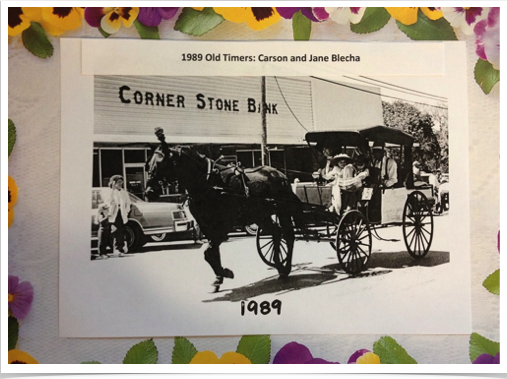 1989 Old Timers: Carson and Jane Blecha
CORNER STONE BANK
1989